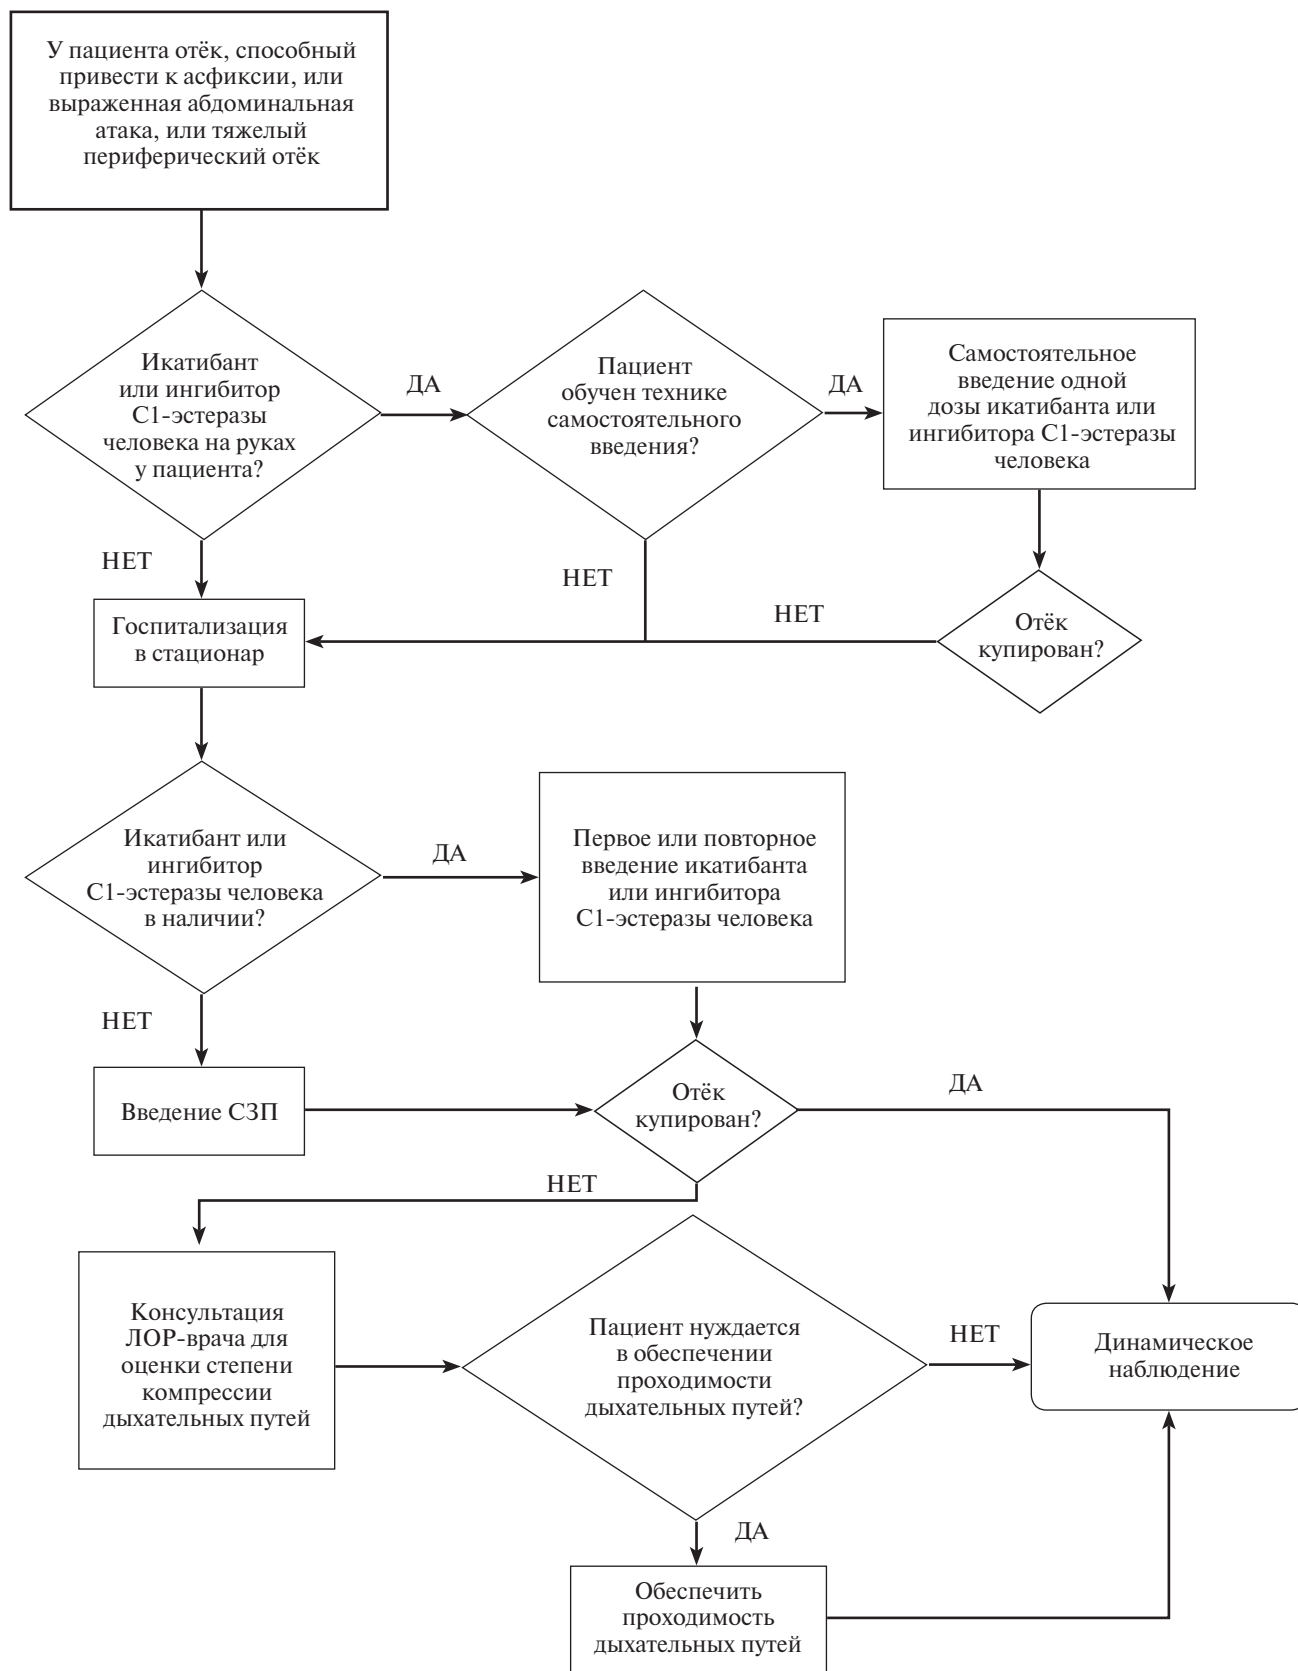 У пациента отёк, способный
привести к асфиксии, или
выраженная абдоминальная
атака, или тяжелый
периферический отёк
Икатибант
или ингибитор
С1-эстеразы
человека на руках
у пациента?
ДА
Пациент
обучен технике
самостоятельного
введения?
ДА
Самостоятельное
введение одной
дозы икатибанта или
ингибитора С1-эстеразы
человека
НЕТ
НЕТ
НЕТ
Отёк
купирован?
Госпитализация
в стационар
Икатибант или
ингибитор
С1-эстеразы человека
в наличии?
ДА
Первое или повторное
введение икатибанта
или ингибитора
С1-эстеразы человека
НЕТ
Введение СЗП
Отёк
купирован?
ДА
НЕТ
Консультация
ЛОР-врача для
оценки степени
компрессии
дыхательных путей
Пациент нуждается
в обеспечении
проходимости
дыхательных путей?
НЕТ
Динамическое
наблюдение
ДА
Обеспечить
проходимость
дыхательных путей